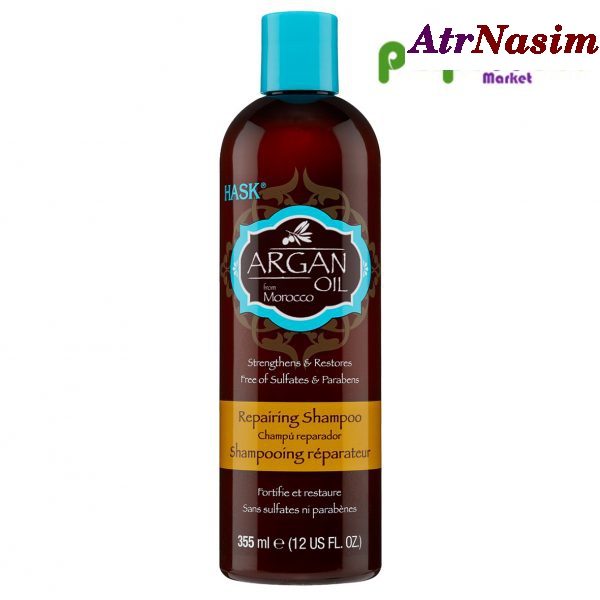 AtrNasim
Market
HASK®
ARGAN
OIL
from
Morocco
Strengthens & Restores
Free of Sulfates & Parabens
Repairing Shampoo
Champú reparador
Shampooing réparateur
Fortifie et restaure
Sans sulfates ni parabènes
355 ml ℮ (12 US FL. OZ.)